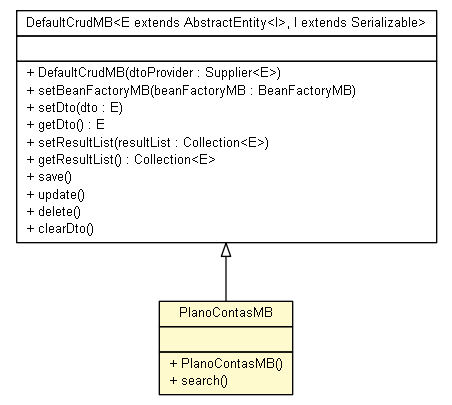 DefaultCrudMB<E extends AbstractEntity<I>, I extends Serializable>
+ DefaultCrudMB(dtoProvider : Supplier<E>)
+ setBeanFactoryMB(beanFactoryMB : BeanFactoryMB)
+ setDto(dto : E)
+ getDto() : E
+ setResultList(resultList : Collection<E>)
+ getResultList() : Collection<E>
+ save()
+ update()
+ delete()
+ clearDto()
PlanoContasMB
+ PlanoContasMB()
+ search()